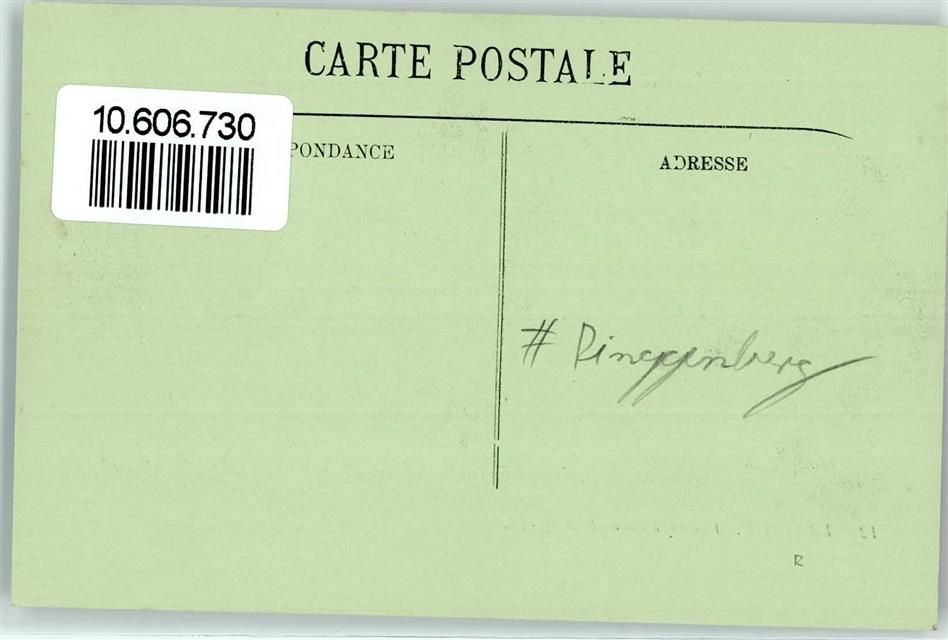 CARTE POSTALE
10.606.730
PONDANCE
ADRESSE
# Ringgenberg
R